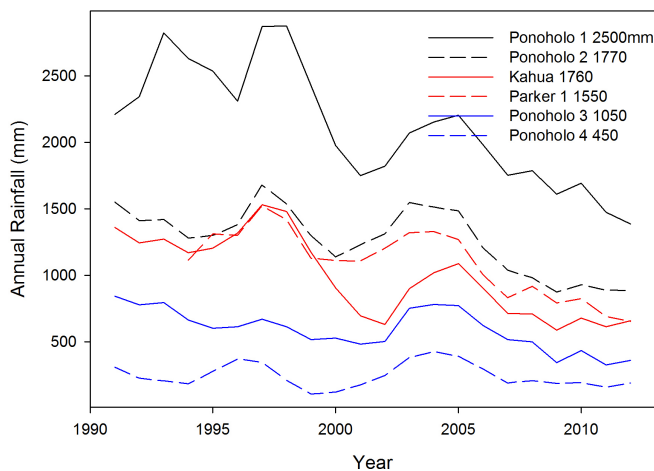 Ponoholo 1 2500mm
Ponoholo 2 1770
Kahua 1760
Parker 1 1550
Ponoholo 3 1050
Ponoholo 4 450
Annual Rainfall (mm)
2500
2000
1500
1000
500
1990 1995 2000 2005 2010
Year